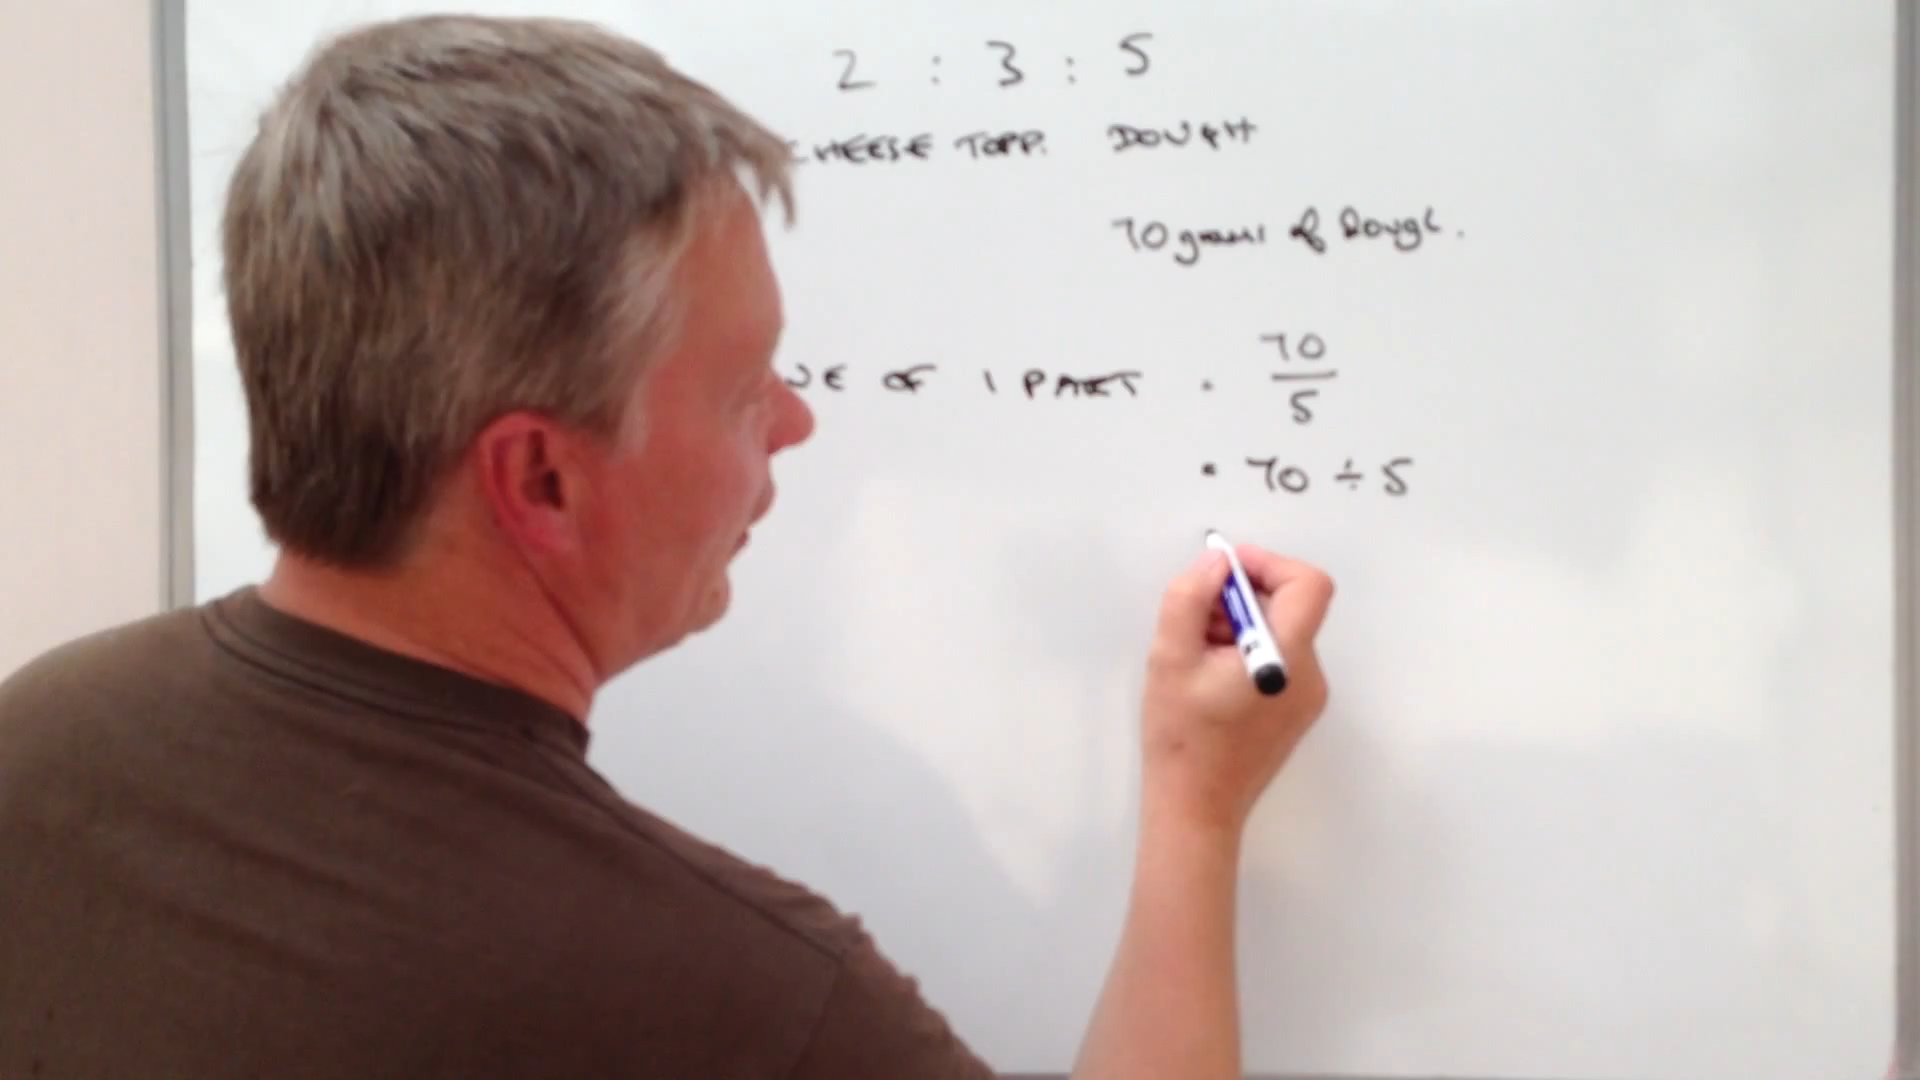 2 : 3 : 5
CHEESE TOPP. DOUGH
70 grams of Dough.
OF 1 PART = 70/5
= 70 ÷ 5